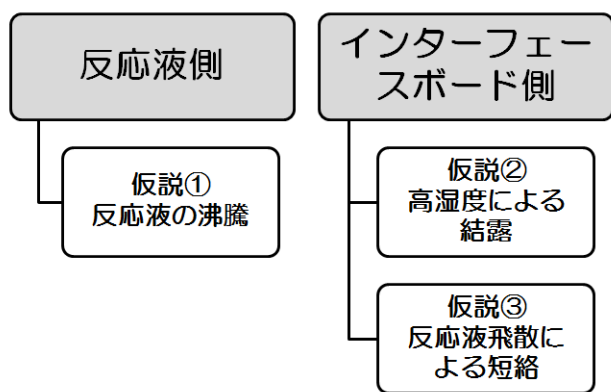 反応液側
仮説①
反応液の沸騰
インターフェー
スボード側
仮説②
高湿度による
結露
仮説③
反応液飛散に
よる短絡